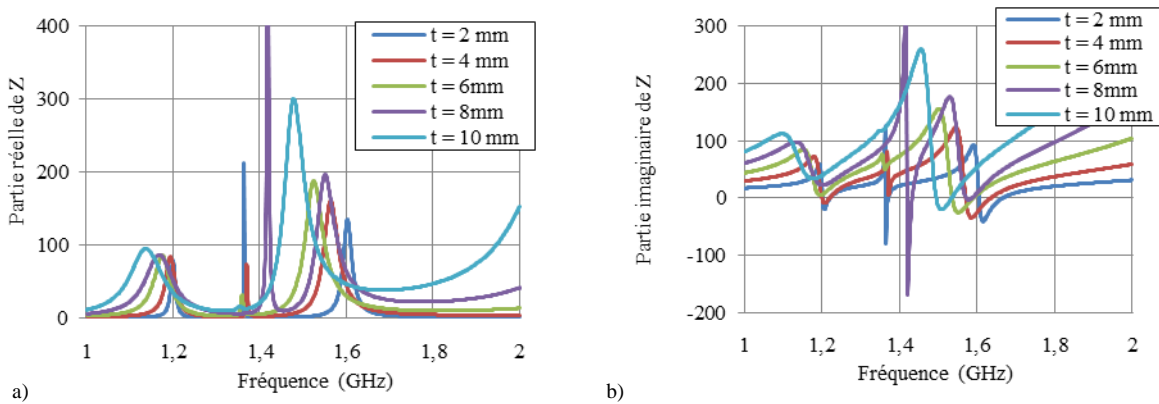 400
300
200
100
0
1
1,2
1,4
1,6
1,8
2
Partie réelle de Z
Fréquence (GHz)
t = 2 mm
t = 4 mm
t = 6mm
t = 8mm
t = 10 mm
a)
300
200
100
0
-100
-200
1
1,2
1,4
1,6
1,8
2
Partie imaginaire de Z
Fréquence (GHz)
t = 2 mm
t = 4 mm
t = 6mm
t = 8mm
t = 10 mm
b)